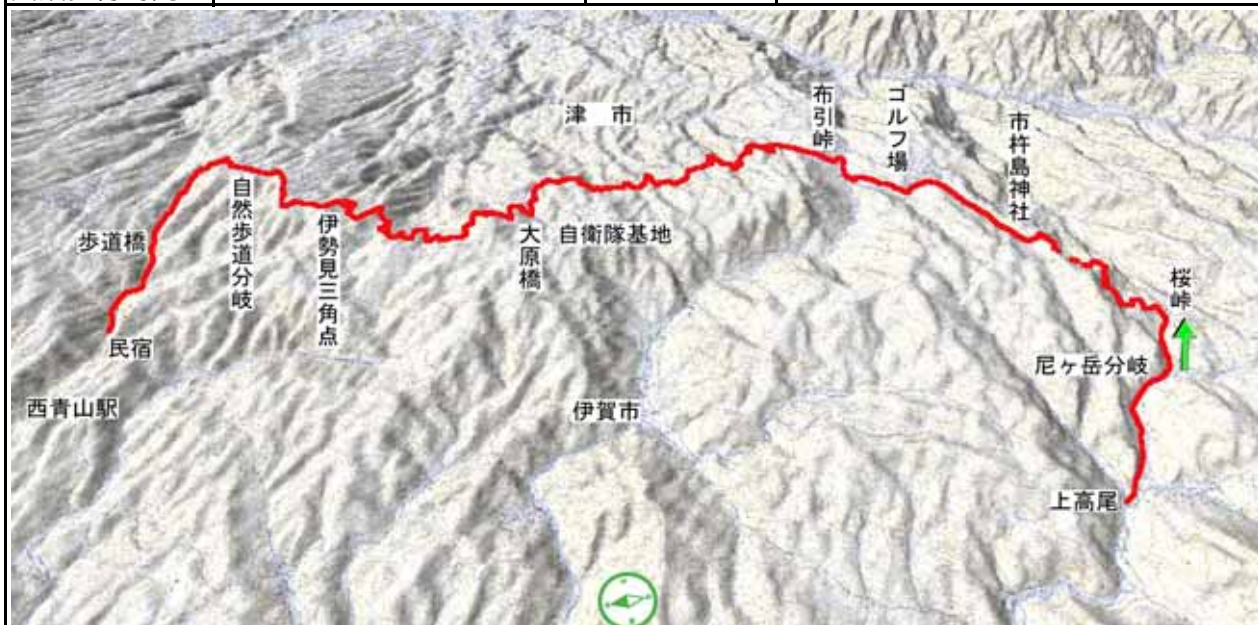 津 市
布引峠
ゴルフ場
市杵島神社
桜峠
歩道橋
自然歩道分岐
伊勢見三角点
大原橋
自衛隊基地
民宿
尼ヶ岳分岐
西青山駅
伊賀市
上高尾